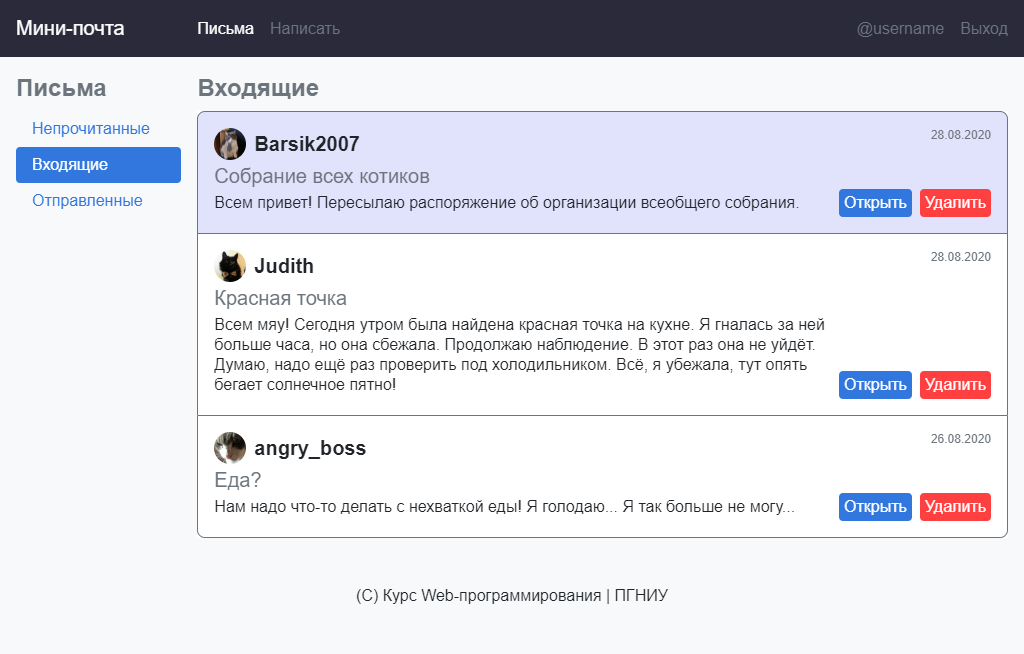 Мини-почта
Письма Написать
@username Выход
Письма
Непрочитанные
Входящие
Отправленные
Входящие
Barsik2007
28.08.2020
Собрание всех котиков
Всем привет! Пересылаю распоряжение об организации всеобщего собрания.
Открыть Удалить
Judith
28.08.2020
Красная точка
Всем мяу! Сегодня утром была найдена красная точка на кухне. Я гналась за ней
больше часа, но она сбежала. Продолжаю наблюдение. В этот раз она не уйдёт.
Думаю, надо ещё раз проверить под холодильником. Всё, я убежала, тут опять
бегает солнечное пятно!
Открыть Удалить
angry_boss
26.08.2020
Еда?
Нам надо что-то делать с нехваткой еды! Я голодаю... Я так больше не могу...
Открыть Удалить
(C) Курс Web-программирования | ПГНИУ